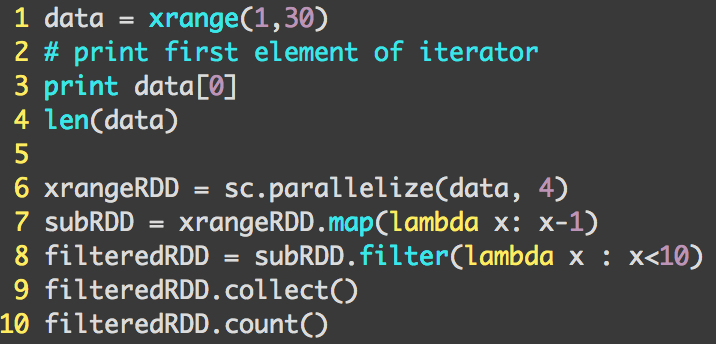 1 data = xrange(1,30)
2 # print first element of iterator
3 print data[0]
4 len(data)
5
6 xrangeRDD = sc.parallelize(data, 4)
7 subRDD = xrangeRDD.map(lambda x: x-1)
8 filteredRDD = subRDD.filter(lambda x : x<10)
9 filteredRDD.collect()
10 filteredRDD.count()